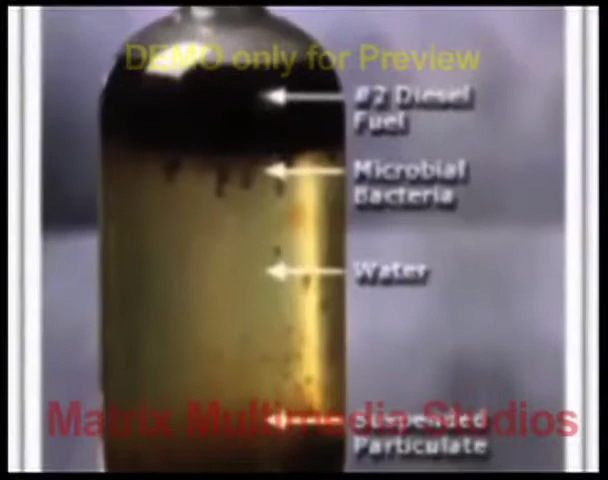 DEMO only for Preview
#2 Diesel
Fuel
Microbial
Bacteria
Water
Matrix Multimedia Studios
Suspended
Particulate